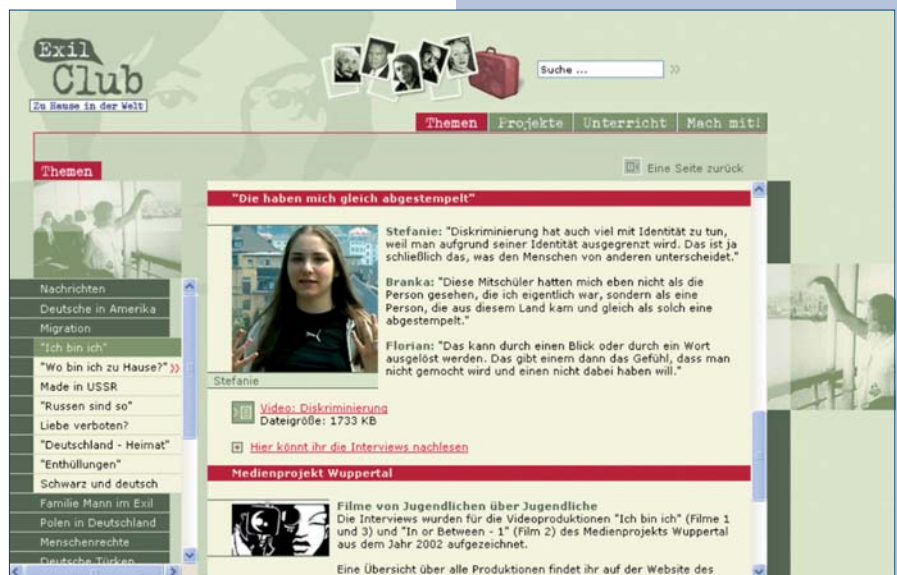 Exil
Club
Zu Hause in der Welt
Suche ...
Themen Projekte Unterricht Mach mit!
Themen
Eine Seite zurück
Nachrichten
Deutsche in Amerika
Migration
"Ich bin ich"
"Wo bin ich zu Hause?"
Made in USSR
"Russen sind so"
Liebe verboten?
"Deutschland - Heimat"
"Enthüllungen"
Schwarz und deutsch
Familie Mann im Exil
Polen in Deutschland
Menschenrechte
Deutsche Türken
"Die haben mich gleich abgestempelt"
Stefanie: "Diskriminierung hat auch viel mit Identität zu tun,
weil man aufgrund seiner Identität ausgegrenzt wird. Das ist ja
schließlich das, was den Menschen von anderen unterscheidet."
Branka: "Diese Mitschüler hatten mich eben nicht als die
Person gesehen, die ich eigentlich war, sondern als eine
Person, die aus diesem Land kam und gleich als solch eine
abgestempelt."
Florian: "Das kann durch einen Blick oder durch ein Wort
ausgelöst werden. Das gibt einem dann das Gefühl, dass man
nicht gemocht wird und einen nicht dabei haben will."
Stefanie
Video: Diskriminierung
Dateigröße: 1733 KB
Hier könnt ihr die Interviews nachlesen
Medienprojekt Wuppertal
Filme von Jugendlichen über Jugendliche
Die Interviews wurden für die Videoproduktionen "Ich bin ich" (Filme 1
und 3) und "In or Between - 1" (Film 2) des Medienprojekts Wuppertal
aus dem Jahr 2002 aufgezeichnet.
Eine Übersicht über alle Produktionen findet ihr auf der Website des